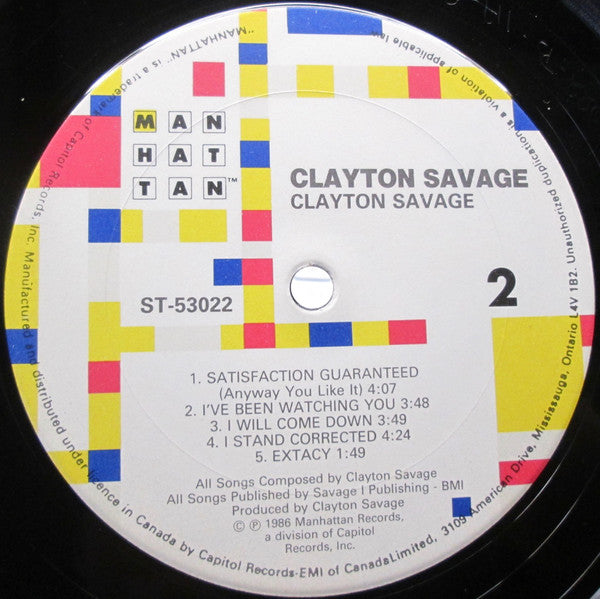 MAN
HAT
TAN™
CLAYTON SAVAGE
CLAYTON SAVAGE
ST-53022
2
1. SATISFACTION GUARANTEED
(Anyway You Like It) 4:07
2. I'VE BEEN WATCHING YOU 3:48
3. I WILL COME DOWN 3:49
4. I STAND CORRECTED 4:24
5. EXTACY 1:49
All Songs Composed by Clayton Savage
All Songs Published by Savage I Publishing - BMI
Produced by Clayton Savage
© ℗ 1986 Manhattan Records,
a division of Capitol
Records, Inc.
"MANHATTAN" is a trademark of Capitol Records, Inc. Manufactured and distributed under licence in Canada by Capitol Records-EMI of Canada Limited, 3109 American Drive, Mississauga, Ontario L4V 1B2. Unauthorized duplication is a violation of applicable law.